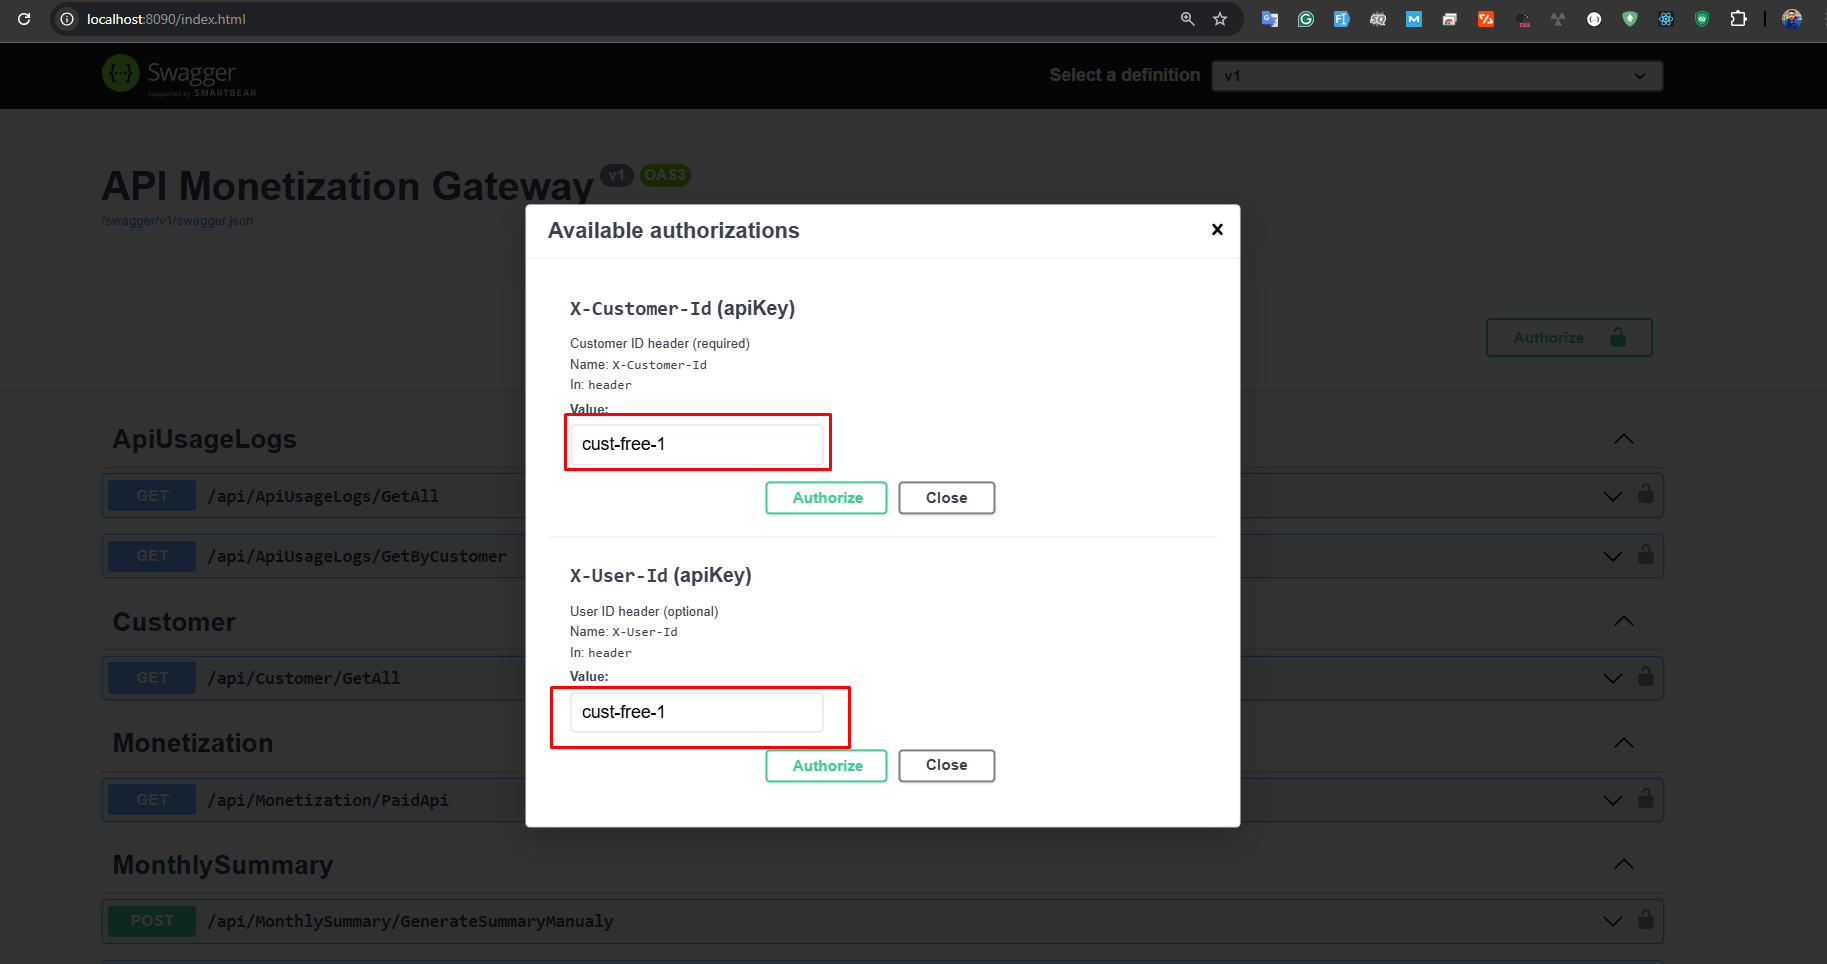 localhost:8090/index.html
Swagger
Supported by SMARTBEAR
Select a definition
v1
API Monetization Gateway
v1
OAS3
/swagger/v1/swagger.json
Available authorizations
X-Customer-Id (apiKey)
Customer ID header (required)
Name: X-Customer-Id
In: header
Value:
cust-free-1
Authorize
Close
X-User-Id (apiKey)
User ID header (optional)
Name: X-User-Id
In: header
Value:
cust-free-1
Authorize
Close
Authorize
ApiUsageLogs
GET /api/ApiUsageLogs/GetAll
GET /api/ApiUsageLogs/GetByCustomer
Customer
GET /api/Customer/GetAll
Monetization
GET /api/Monetization/PaidApi
MonthlySummary
POST /api/MonthlySummary/GenerateSummaryManualy